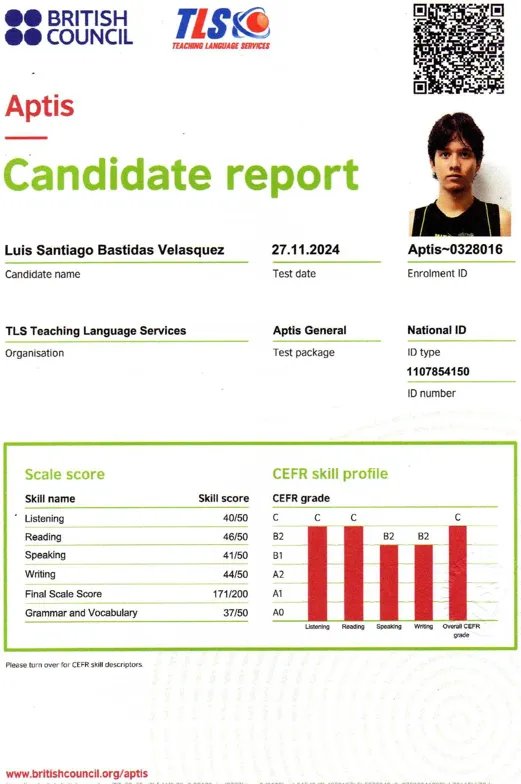 BRITISH
COUNCIL
TLS
TEACHING LANGUAGE SERVICES
Aptis
Candidate report
Luis Santiago Bastidas Velasquez
Candidate name
27.11.2024
Test date
Aptis~0328016
Enrolment ID
TLS Teaching Language Services
Organisation
Aptis General
Test package
National ID
ID type
1107854150
ID number
Scale score
Skill name Skill score
Listening 40/50
Reading 46/50
Speaking 41/50
Writing 44/50
Final Scale Score 171/200
Grammar and Vocabulary 37/50
CEFR skill profile
CEFR grade
C C C C
B2 B2 B2
B1
A2
A1
A0
Listening Reading Speaking Writing Overall CEFR
grade
Please turn over for CEFR skill descriptors.
www.britishcouncil.org/aptis